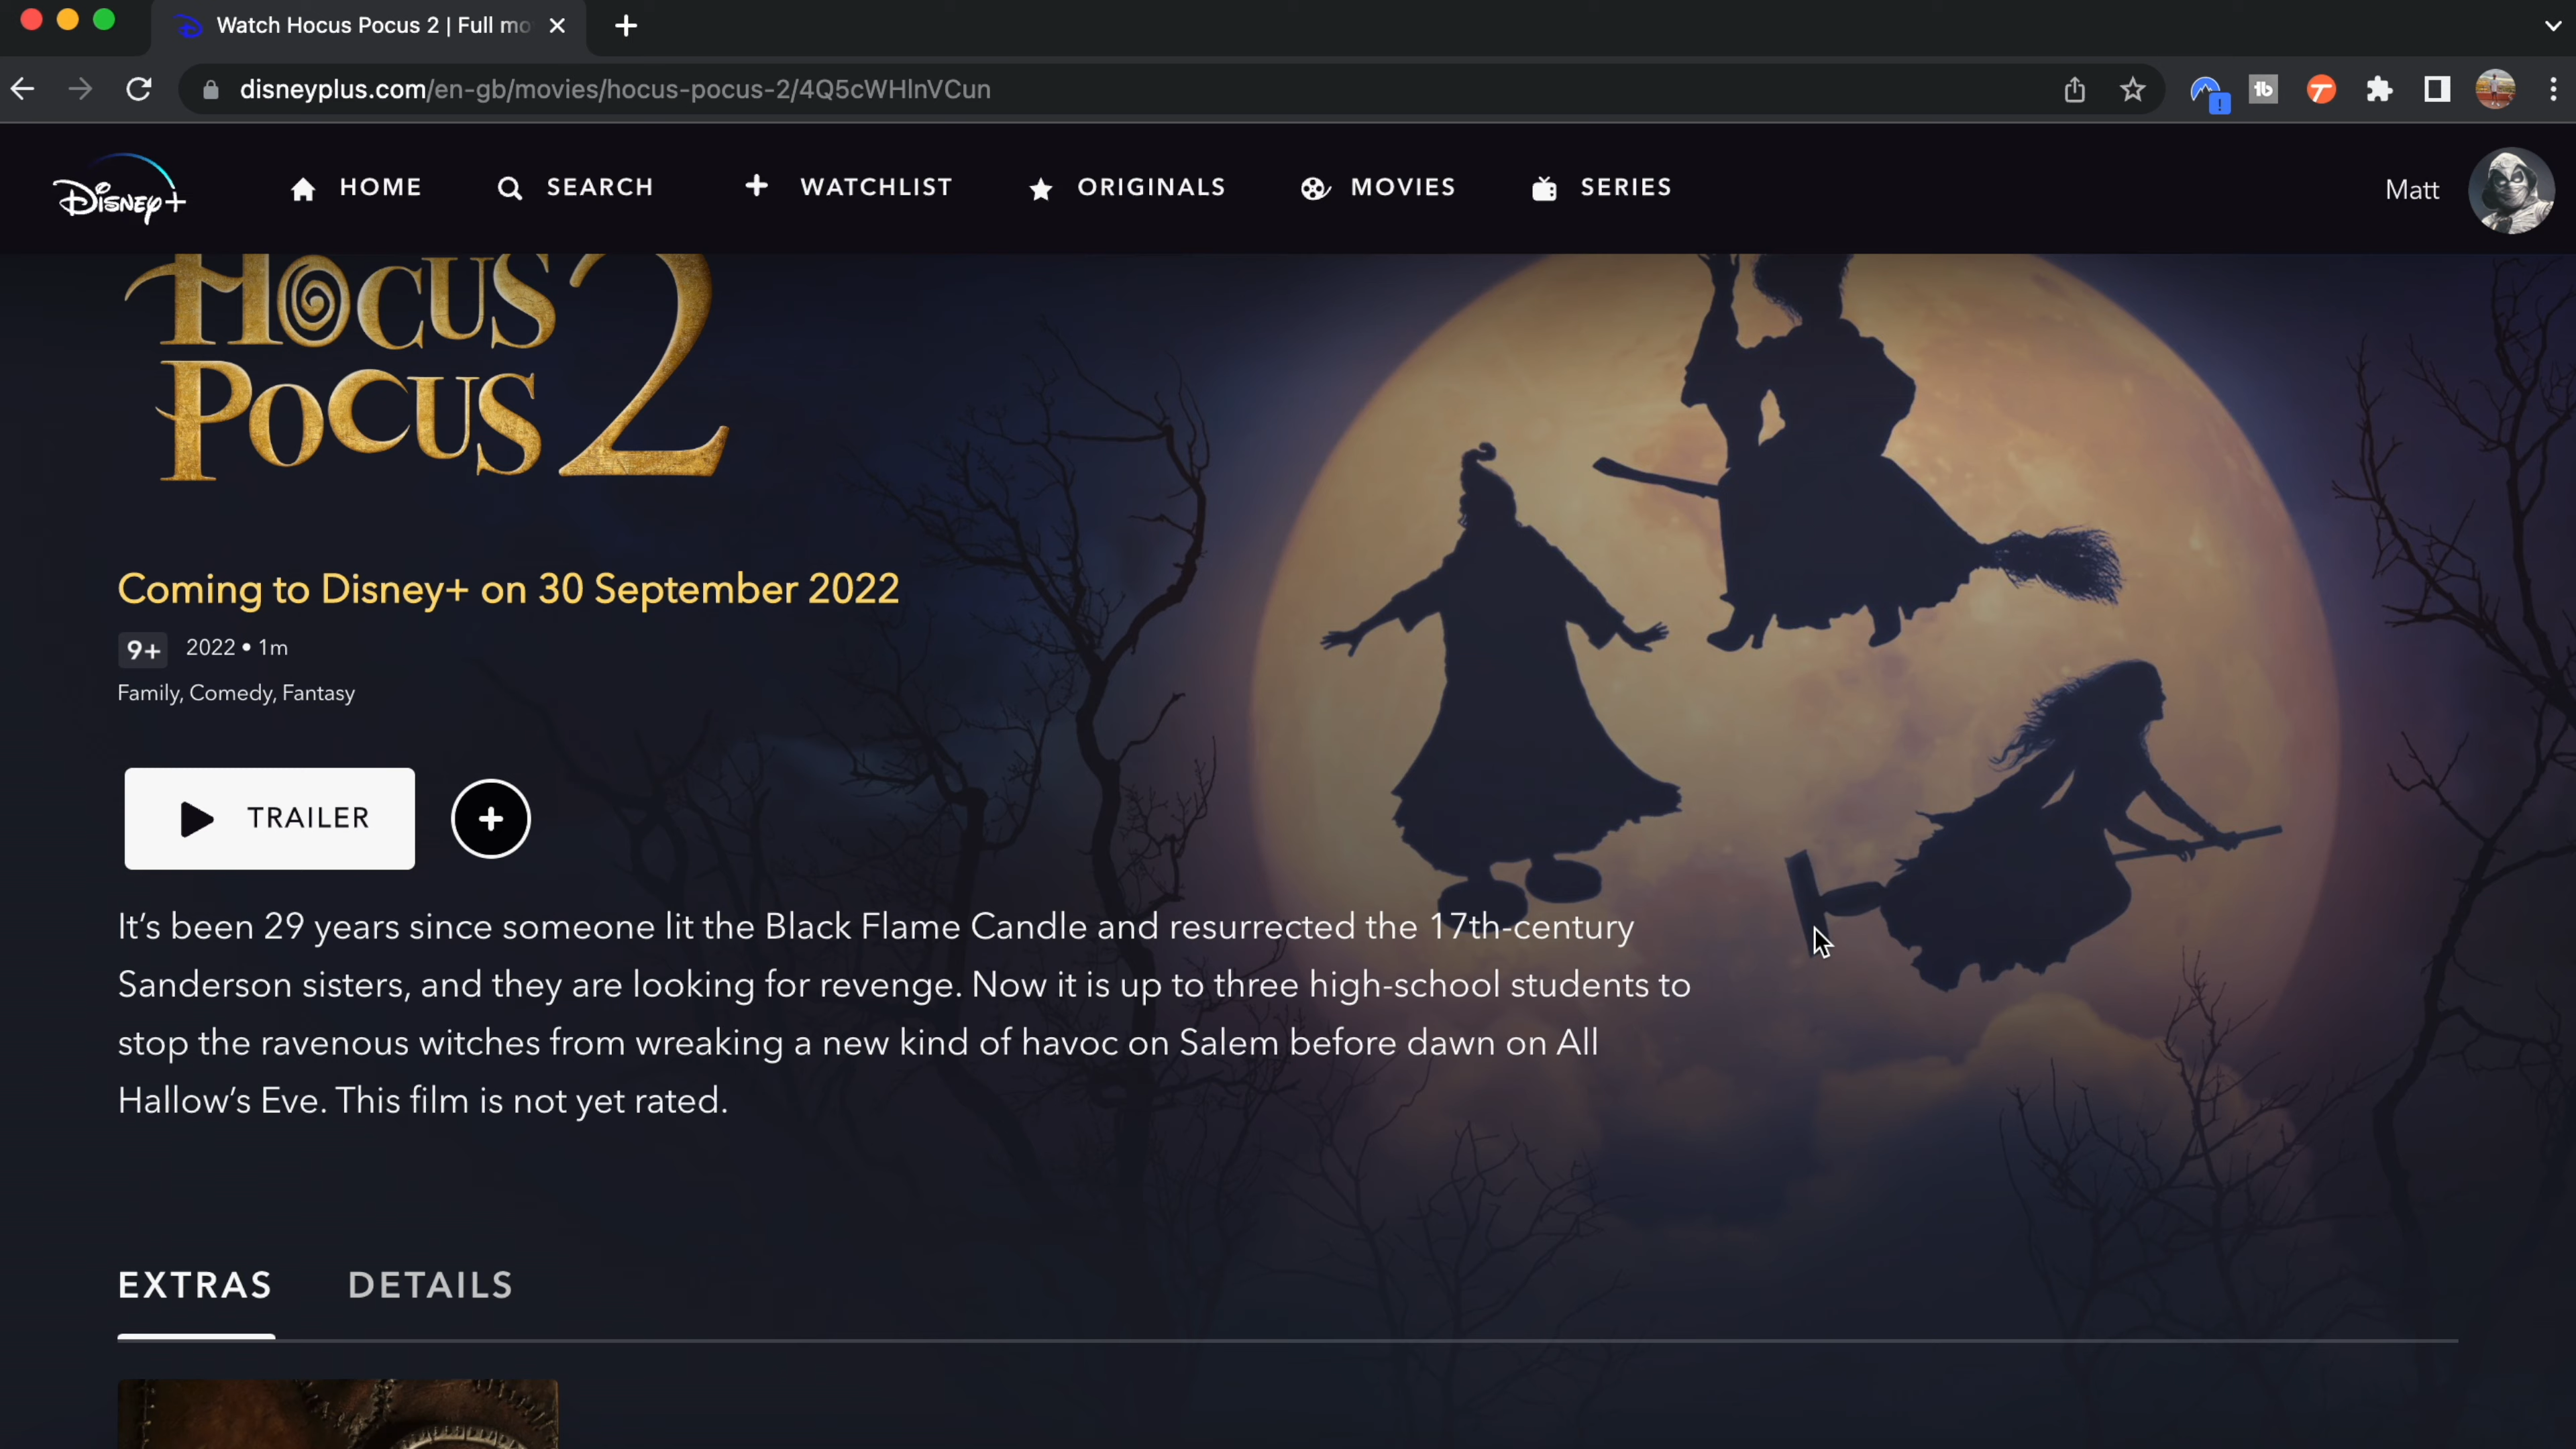 Watch Hocus Pocus 2 | Full mo
disneyplus.com/en-gb/movies/hocus-pocus-2/4Q5cWHlnVCun
Disney+ HOME SEARCH WATCHLIST ORIGINALS MOVIES SERIES Matt
HOCUS
POCUS 2
Coming to Disney+ on 30 September 2022
9+ 2022 • 1m
Family, Comedy, Fantasy
TRAILER
It’s been 29 years since someone lit the Black Flame Candle and resurrected the 17th-century
Sanderson sisters, and they are looking for revenge. Now it is up to three high-school students to
stop the ravenous witches from wreaking a new kind of havoc on Salem before dawn on All
Hallow’s Eve. This film is not yet rated.
EXTRAS DETAILS